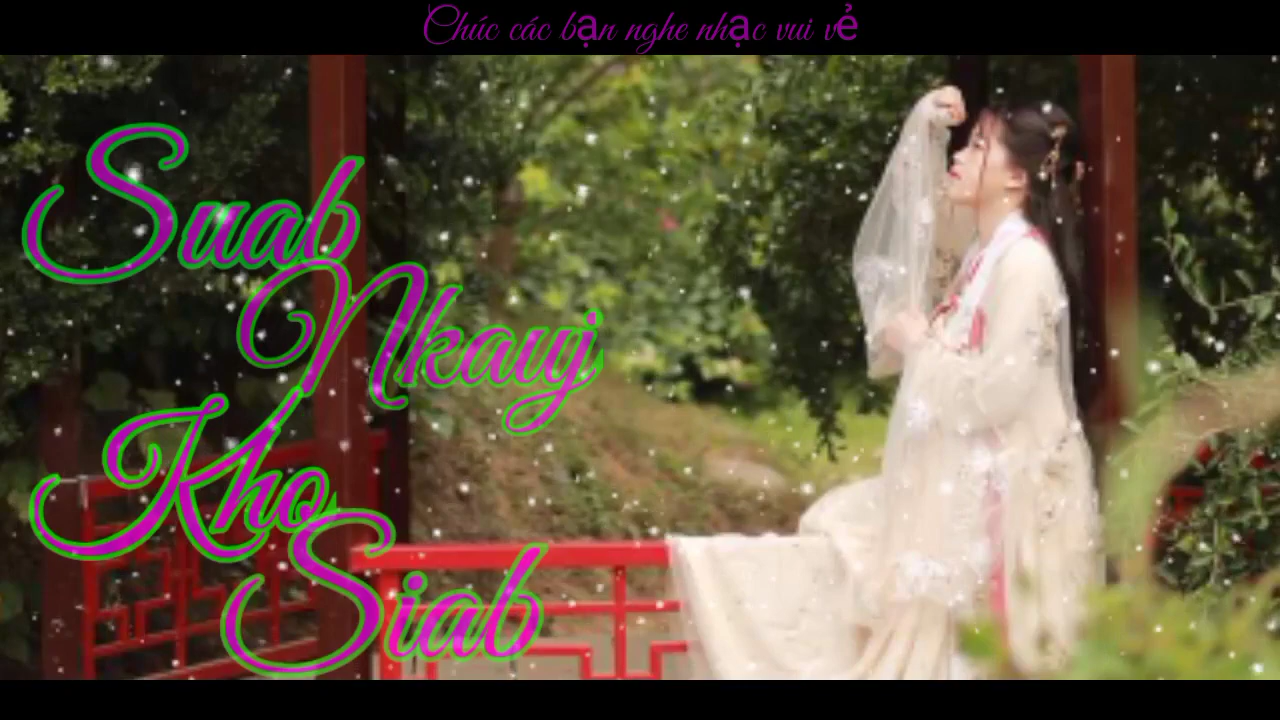 Chúc các bạn nghe nhạc vui vẻ
Suab
Nkauj
Kho
Siab